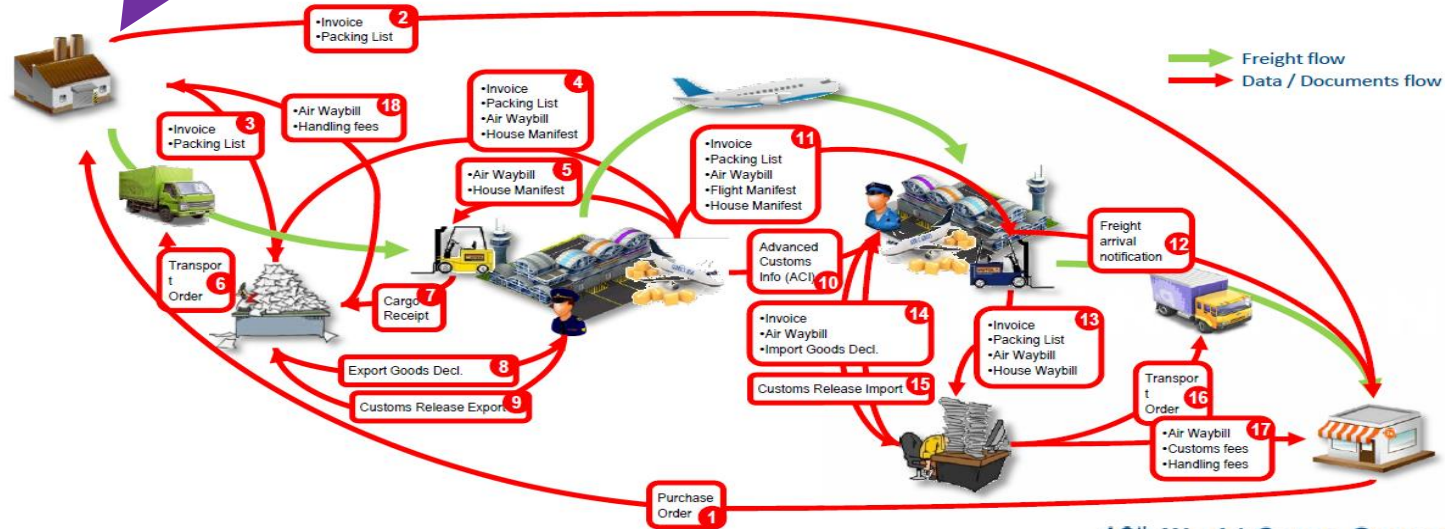 •Invoice
•Packing List
2
Freight flow
Data / Documents flow
•Invoice
•Packing List
•Air Waybill
•House Manifest
4
•Air Waybill
•Handling fees
18
•Invoice
•Packing List
3
•Invoice
•Packing List
•Air Waybill
•Flight Manifest
•House Manifest
11
•Air Waybill
•House Manifest
5
Freight
arrival
notification
12
Advanced
Customs
Info (ACI)
10
Transpor
t
Order
6
Cargo
Receipt
7
•Invoice
•Air Waybill
•Import Goods Decl.
14
•Invoice
•Packing List
•Air Waybill
•House Waybill
13
Export Goods Decl.
8
Customs Release Import
15
Customs Release Export
9
Transpor
t
Order
16
•Air Waybill
•Customs fees
•Handling fees
17
Purchase
Order
1